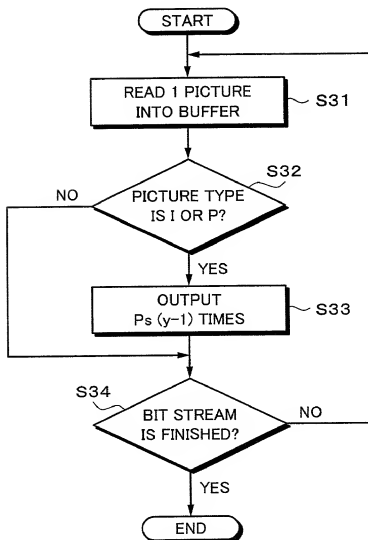 START
READ 1 PICTURE
INTO BUFFER
S31
S32
NO
PICTURE TYPE
IS I OR P?
YES
OUTPUT
Ps (y-1) TIMES
S33
S34
BIT STREAM
IS FINISHED?
NO
YES
END